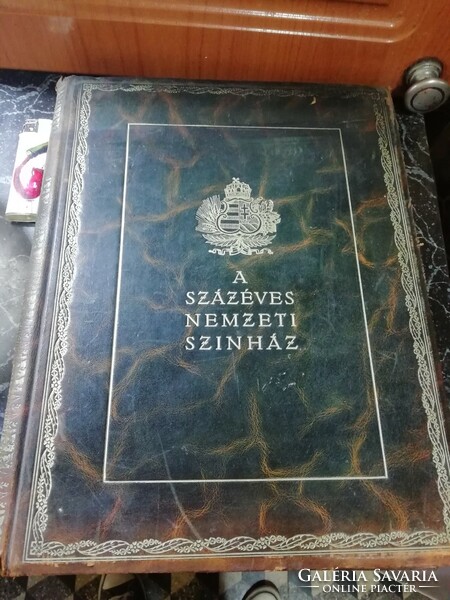 A
SZÁZÉVES
NEMZETI
SZINHÁZ
GALÉRIA SAVARIA
ONLINE PIACTÉR